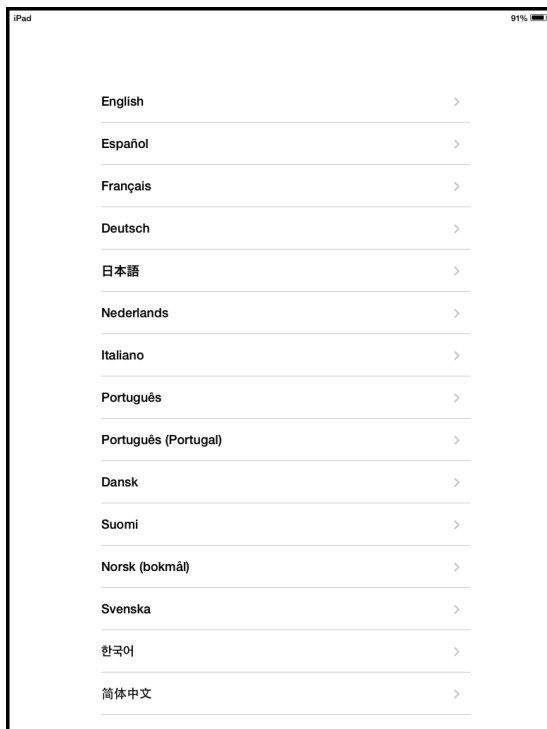 iPad 91%
English
Español
Français
Deutsch
日本語
Nederlands
Italiano
Português
Português (Portugal)
Dansk
Suomi
Norsk (bokmål)
Svenska
한국어
简体中文